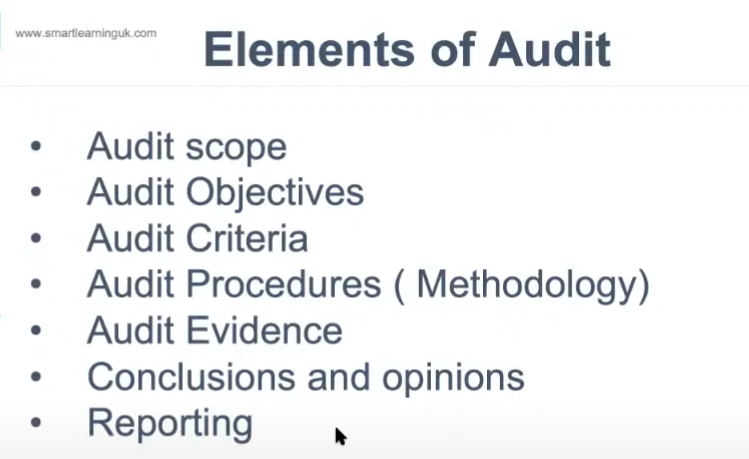 www.smartlearninguk.com
Elements of Audit
• Audit scope
• Audit Objectives
• Audit Criteria
• Audit Procedures ( Methodology)
• Audit Evidence
• Conclusions and opinions
• Reporting